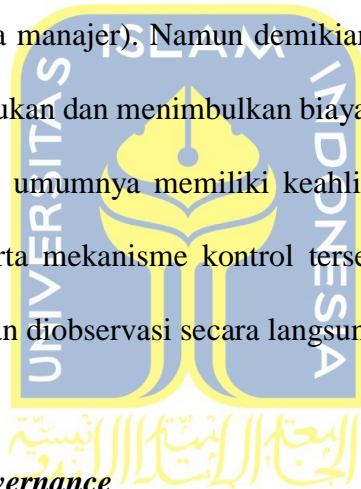 a manajer). Namun demikian
ISLAM
ukan dan menimbulkan biaya
UNIVERSITAS
INDONESIA
umumnya memiliki keahli
rta mekanisme kontrol terse
n diobservasi secara langsun
vernance